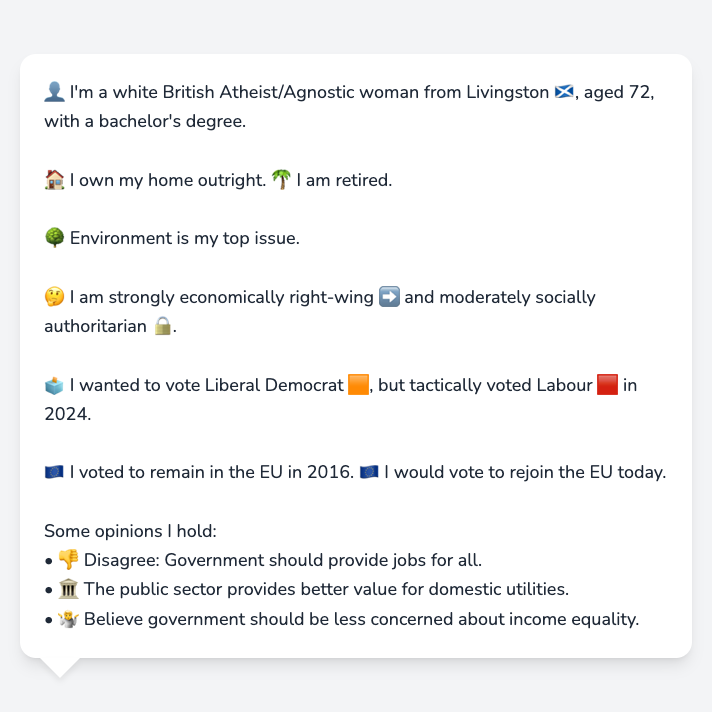 👤 I'm a white British Atheist/Agnostic woman from Livingston 🏴󠁧󠁢󠁳󠁣󠁴󠁿, aged 72,
with a bachelor's degree.
🏠 I own my home outright. 🌴 I am retired.
🌳 Environment is my top issue.
🤔 I am strongly economically right-wing ➡️ and moderately socially
authoritarian 🔒.
🗳️ I wanted to vote Liberal Democrat 🟧, but tactically voted Labour 🟥 in
2024.
🇪🇺 I voted to remain in the EU in 2016. 🇪🇺 I would vote to rejoin the EU today.
Some opinions I hold:
• 👎 Disagree: Government should provide jobs for all.
• 🏛️ The public sector provides better value for domestic utilities.
• 🤷 Believe government should be less concerned about income equality.